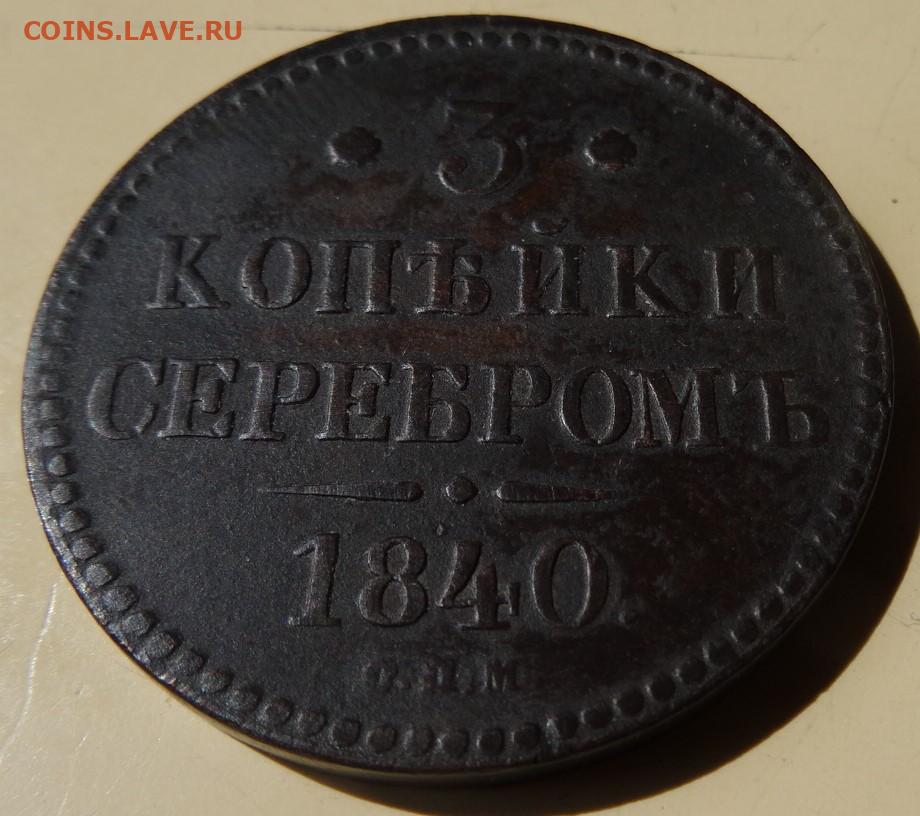 COINS.LAVE.RU
• 3 •
КОПѢЙКИ
СЕРЕБРОМЪ
1840.
С.П.М